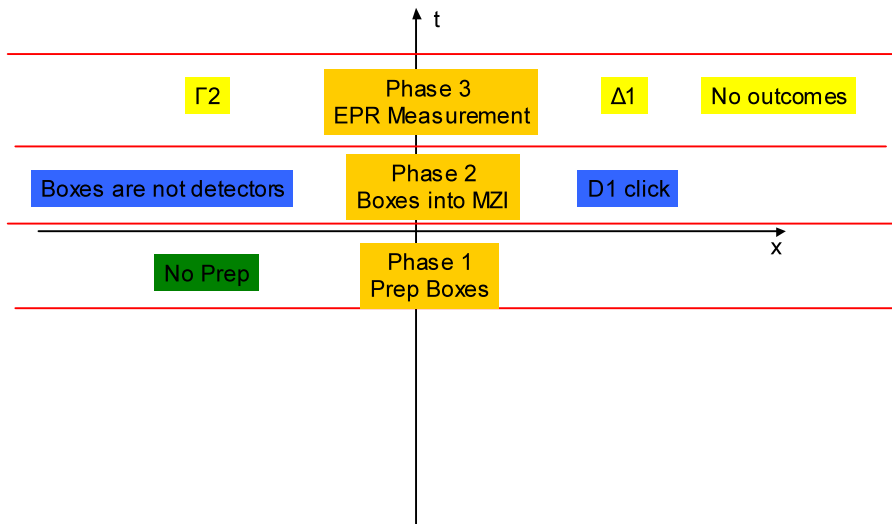 t
Γ2
Phase 3
EPR Measurement
Δ1
No outcomes
Boxes are not detectors
Phase 2
Boxes into MZI
D1 click
x
No Prep
Phase 1
Prep Boxes